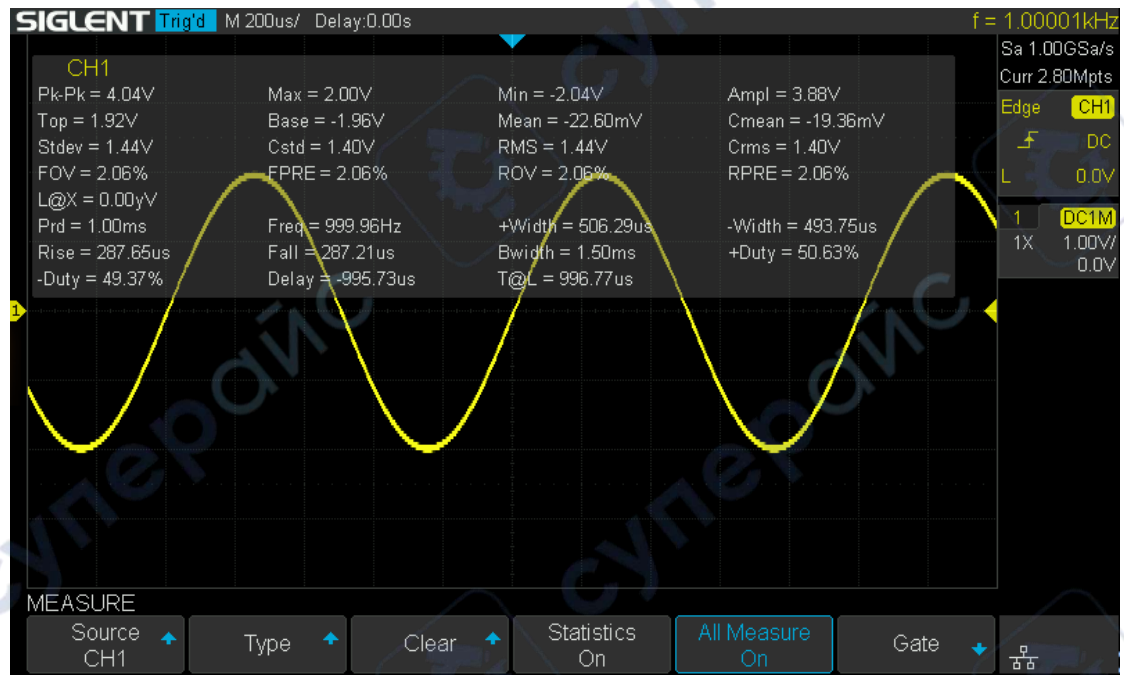 SIGLENT Trig'd M 200us/ Delay:0.00s f = 1.00001kHz
Sa 1.00GSa/s
Curr 2.80Mpts
CH1
Pk-Pk = 4.04V Max = 2.00V Min = -2.04V Ampl = 3.88V
Top = 1.92V Base = -1.96V Mean = -22.60mV Cmean = -19.36mV
Stdev = 1.44V Cstd = 1.40V RMS = 1.44V Crms = 1.40V
FOV = 2.06% FPRE = 2.06% ROV = 2.06% RPRE = 2.06%
L@X = 0.00yV
Prd = 1.00ms Freq = 999.96Hz +Width = 506.29us -Width = 493.75us
Rise = 287.65us Fall = 287.21us Bwidth = 1.50ms +Duty = 50.63%
-Duty = 49.37% Delay = -995.73us T@L = 996.77us
Edge CH1
DC
L 0.0V
1 DC1M
1X 1.00V/
0.0V
1
MEASURE
Source
CH1
Type
Clear
Statistics
On
All Measure
On
Gate
суперайс